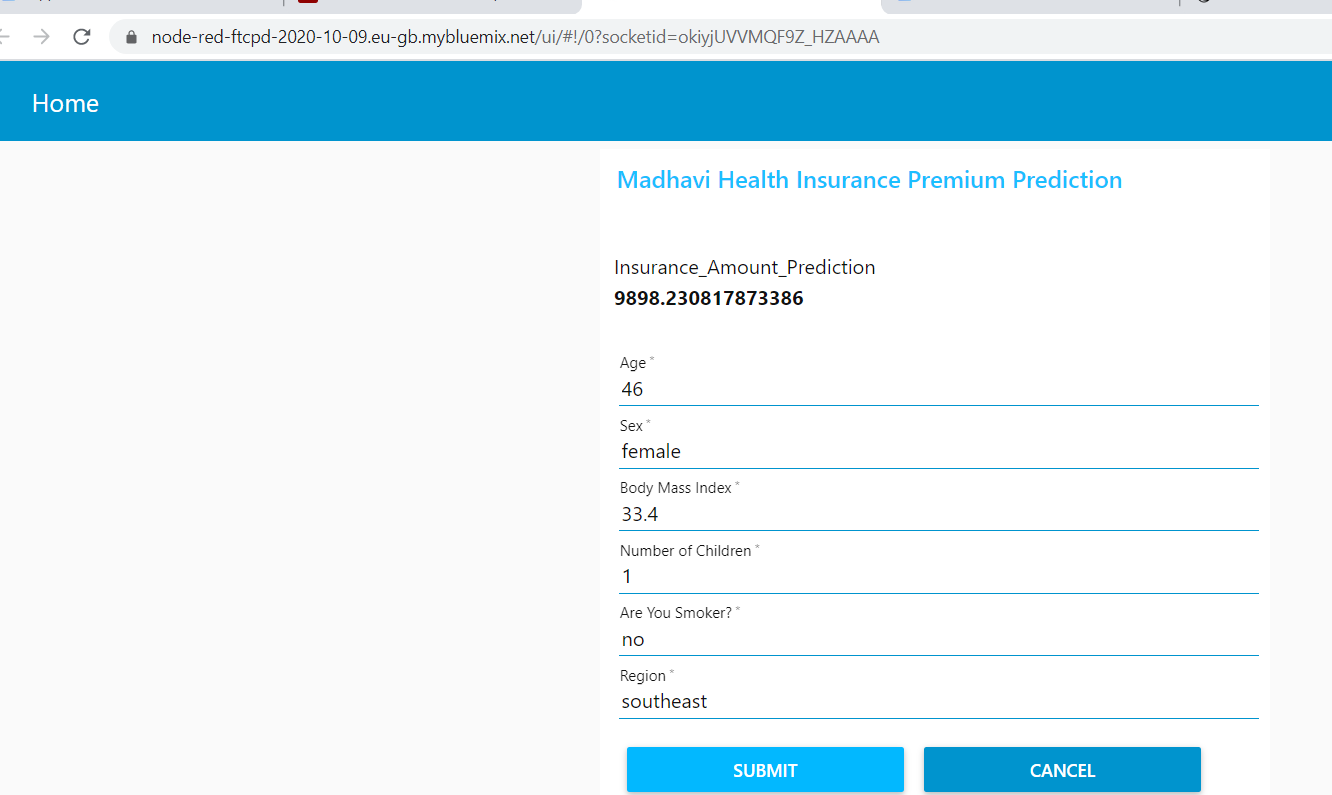 node-red-ftcpd-2020-10-09.eu-gb.mybluemix.net/ui/#!/0?socketid=okiyjUVVMQF9Z_HZAAAA
Home
Madhavi Health Insurance Premium Prediction
Insurance_Amount_Prediction
9898.230817873386
Age *
46
Sex *
female
Body Mass Index *
33.4
Number of Children *
1
Are You Smoker? *
no
Region *
southeast
SUBMIT CANCEL